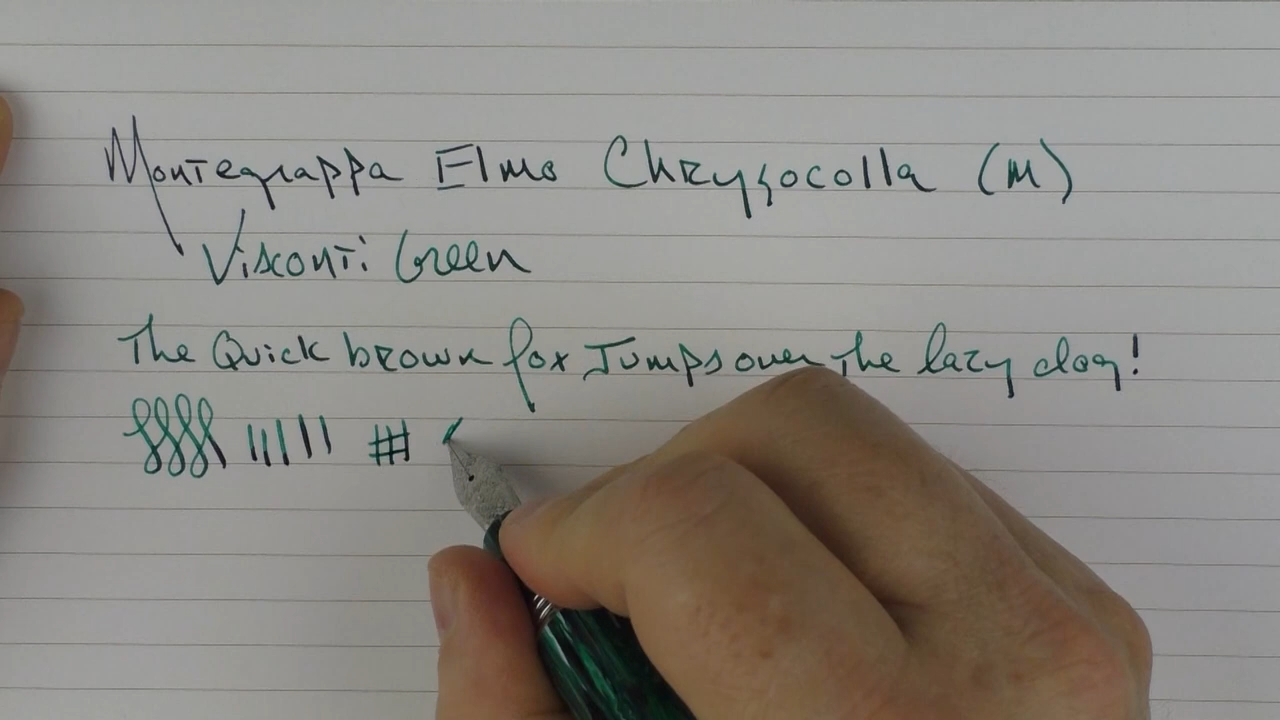 Montegrappa Elmo Chrysocolla (M)
Visconti Green
The Quick brown fox Jumps over the lazy dog!